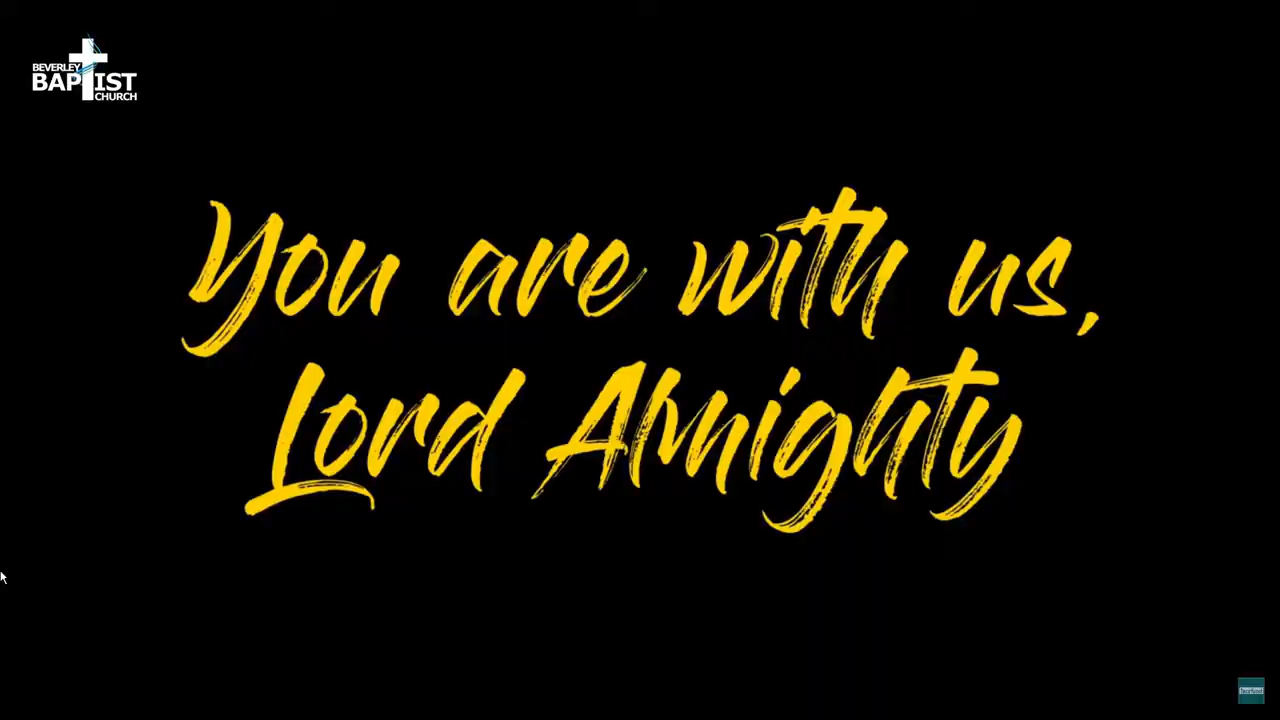 BEVERLEY
BAPTIST
CHURCH
You are with us,
Lord Almighty